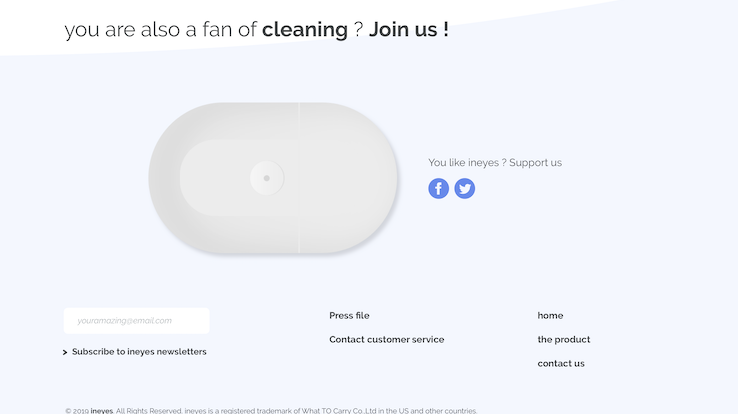 you are also a fan of cleaning ? Join us !
You like ineyes ? Support us
youramazing@email.com
> Subscribe to ineyes newsletters
Press file
Contact customer service
home
the product
contact us
© 2019 ineyes. All Rights Reserved. ineyes is a registered trademark of What TO Carry Co.,Ltd in the US and other countries.